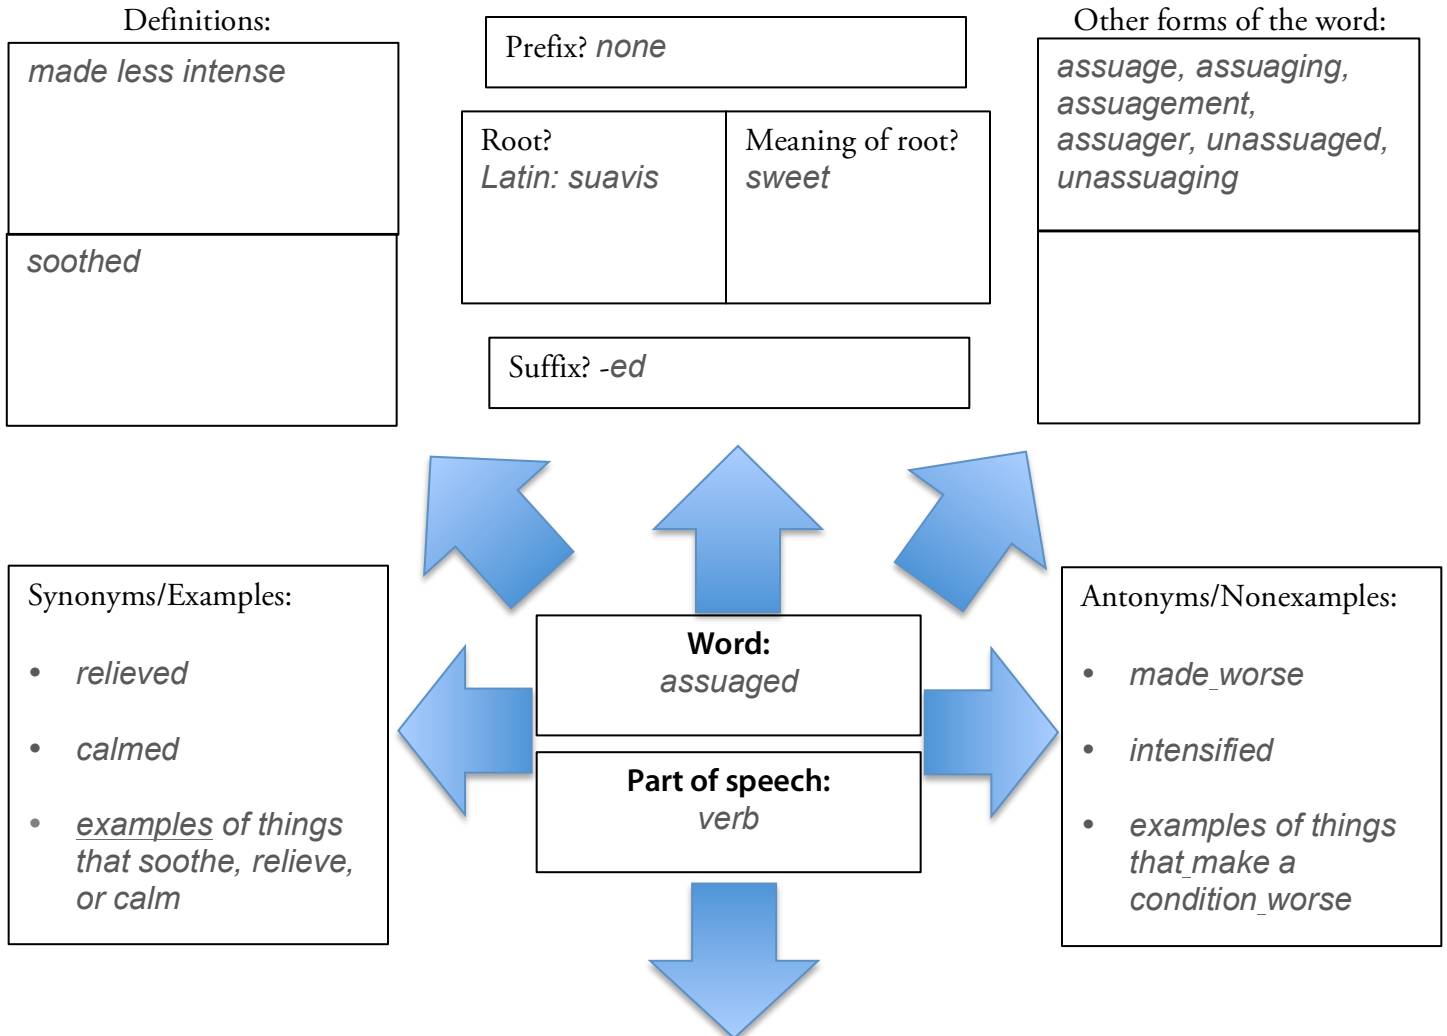 Definitions:
made less intense
soothed
Prefix? none
Root?
Latin: suavis
Meaning of root?
sweet
Suffix? -ed
Other forms of the word:
assuage, assuaging,
assuagement,
assuager, unassuaged,
unassuaging
Synonyms/Examples:
• relieved
• calmed
• examples of things
that soothe, relieve,
or calm
Word:
assuaged
Part of speech:
verb
Antonyms/Nonexamples:
• made worse
• intensified
• examples of things
that make a
condition worse